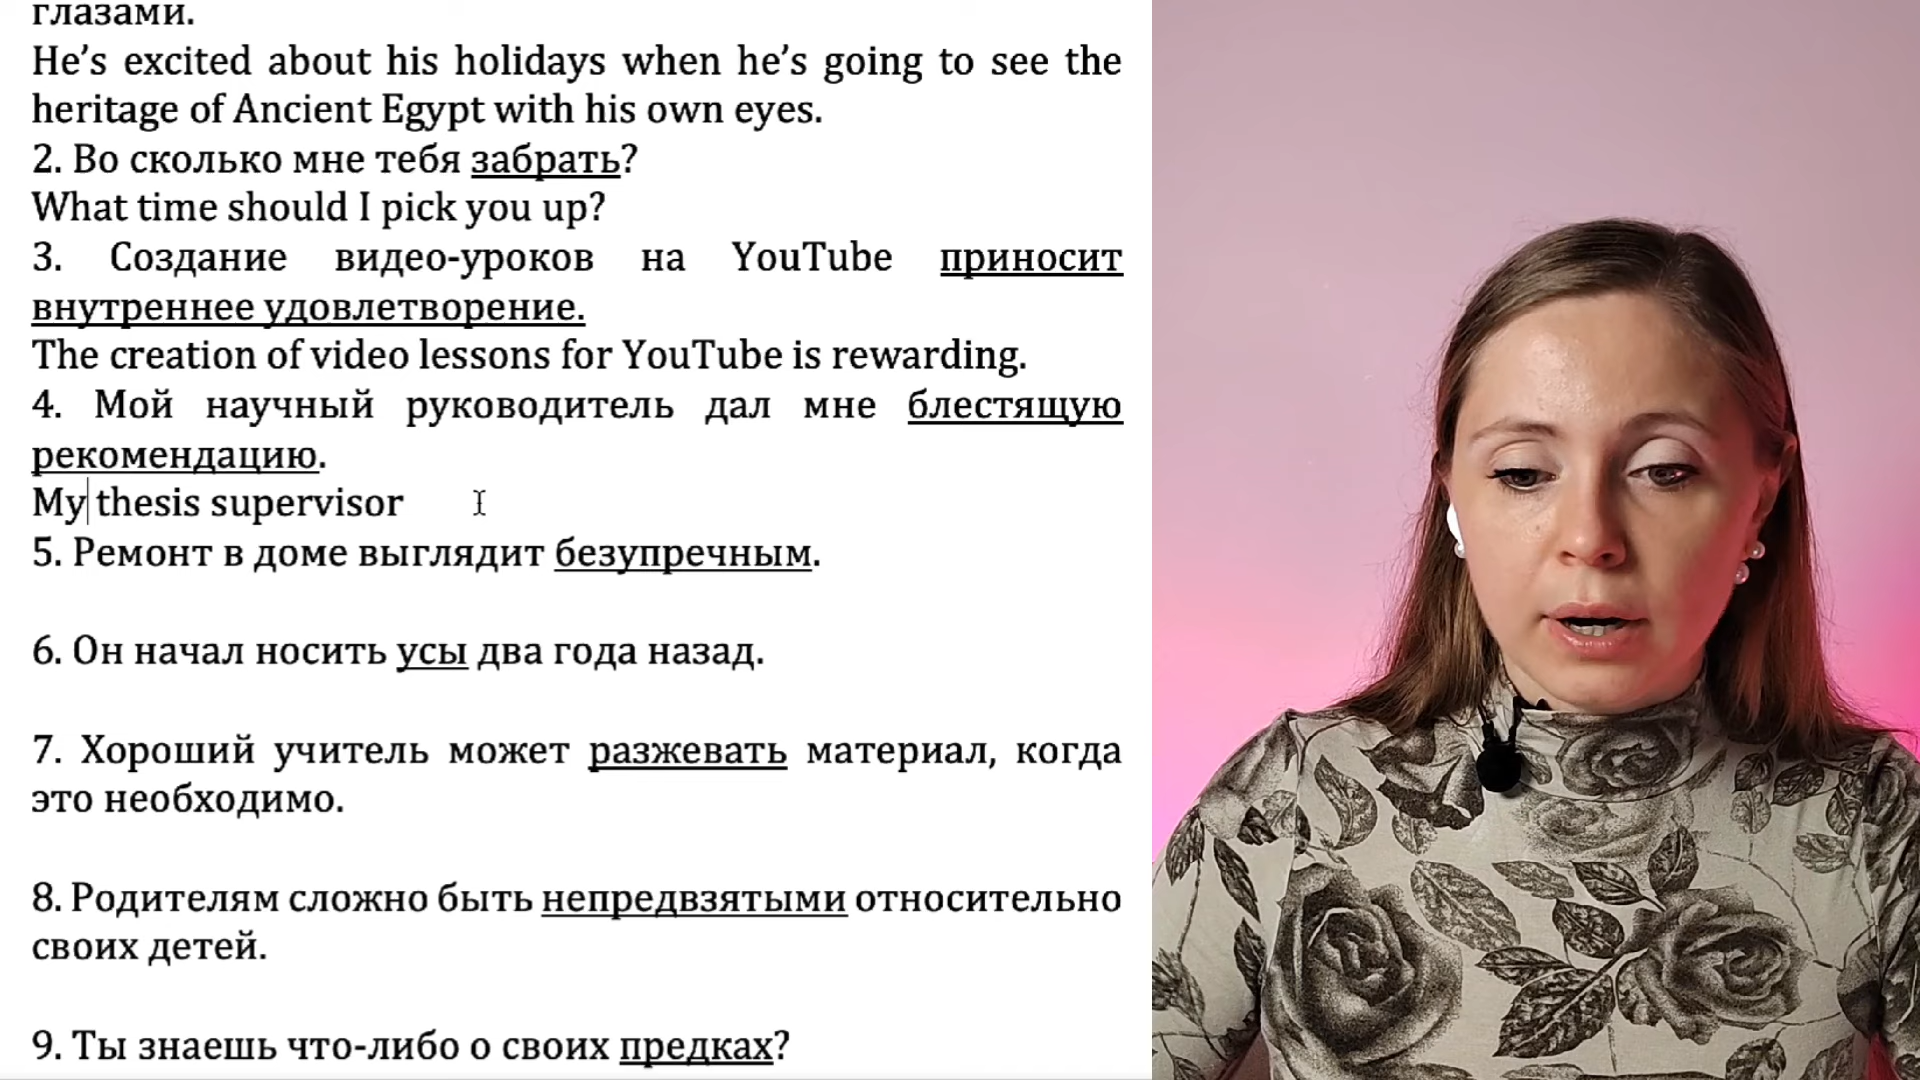 глазами.
He’s excited about his holidays when he’s going to see the
heritage of Ancient Egypt with his own eyes.
2. Во сколько мне тебя забрать?
What time should I pick you up?
3. Создание видео-уроков на YouTube приносит
внутреннее удовлетворение.
The creation of video lessons for YouTube is rewarding.
4. Мой научный руководитель дал мне блестящую
рекомендацию.
My thesis supervisor
5. Ремонт в доме выглядит безупречным.
6. Он начал носить усы два года назад.
7. Хороший учитель может разжевать материал, когда
это необходимо.
8. Родителям сложно быть непредвзятыми относительно
своих детей.
9. Ты знаешь что-либо о своих предках?